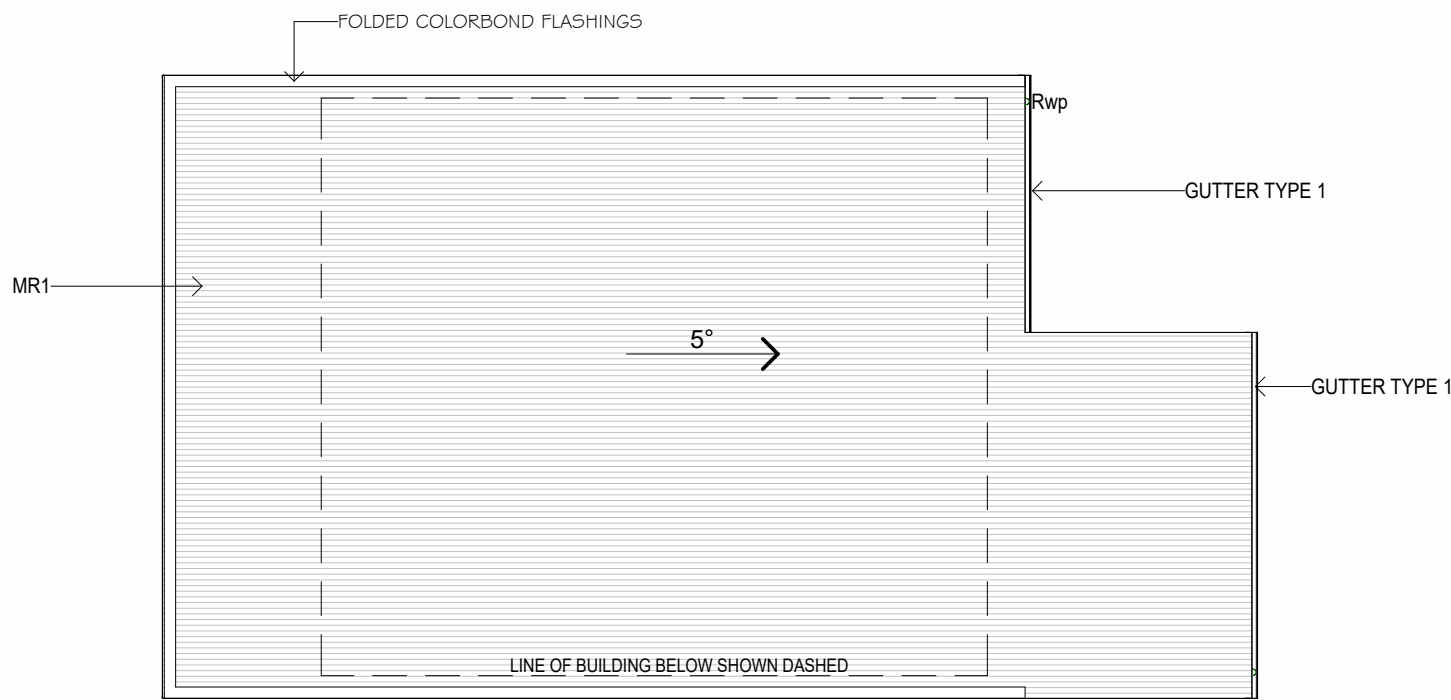 FOLDED COLORBOND FLASHINGS
Rwp
GUTTER TYPE 1
MR1
5°
GUTTER TYPE 1
LINE OF BUILDING BELOW SHOWN DASHED